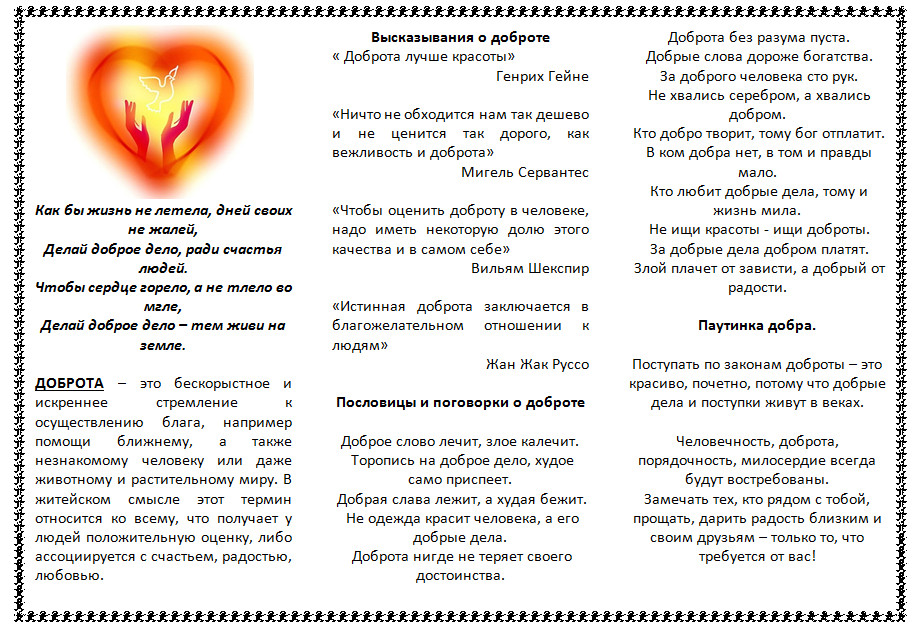 Как бы жизнь не летела, дней своих
не жалей,
Делай доброе дело, ради счастья
людей.
Чтобы сердце горело, а не тлело во
мгле,
Делай доброе дело – тем живи на
земле.
ДОБРОТА – это бескорыстное и
искреннее стремление к
осуществлению блага, например
помощи ближнему, а также
незнакомому человеку или даже
животному и растительному миру. В
житейском смысле этот термин
относится ко всему, что получает у
людей положительную оценку, либо
ассоциируется с счастьем, радостью,
любовью.
Высказывания о доброте
« Доброта лучше красоты»
Генрих Гейне
«Ничто не обходится нам так дешево
и не ценится так дорого, как
вежливость и доброта»
Мигель Сервантес
«Чтобы оценить доброту в человеке,
надо иметь некоторую долю этого
качества и в самом себе»
Вильям Шекспир
«Истинная доброта заключается в
благожелательном отношении к
людям»
Жан Жак Руссо
Пословицы и поговорки о доброте
Доброе слово лечит, злое калечит.
Торопись на доброе дело, худое
само приспеет.
Добрая слава лежит, а худая бежит.
Не одежда красит человека, а его
добрые дела.
Доброта нигде не теряет своего
достоинства.
Доброта без разума пуста.
Добрые слова дороже богатства.
За доброго человека сто рук.
Не хвались серебром, а хвались
добром.
Кто добро творит, тому бог отплатит.
В ком добра нет, в том и правды
мало.
Кто любит добрые дела, тому и
жизнь мила.
Не ищи красоты - ищи доброты.
За добрые дела добром платят.
Злой плачет от зависти, а добрый от
радости.
Паутинка добра.
Поступать по законам доброты – это
красиво, почетно, потому что добрые
дела и поступки живут в веках.
Человечность, доброта,
порядочность, милосердие всегда
будут востребованы.
Замечать тех, кто рядом с тобой,
прощать, дарить радость близким и
своим друзьям – только то, что
требуется от вас!